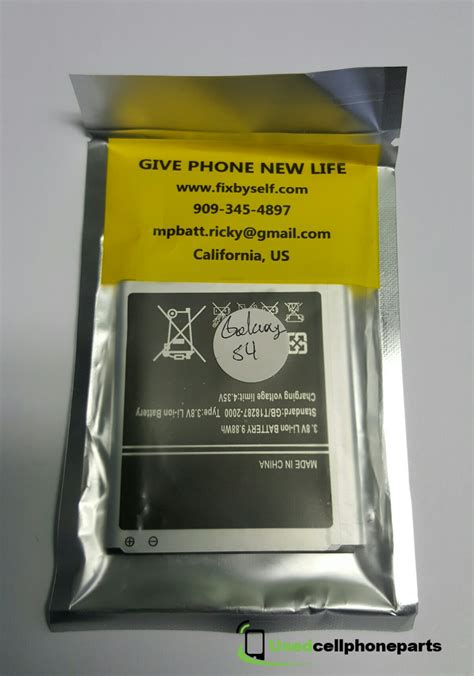 GIVE PHONE NEW LIFE
www.fixbyself.com
909-345-4897
mpbatt.ricky@gmail.com
California, US
Galaxy
S4
MADE IN CHINA
3.8V Li-ion BATTERY 9.88Wh
Standard:GB/T18287-2000 Type:3.8V Li-ion Battery
Charging voltage limit:4.35V
Usedcellphoneparts